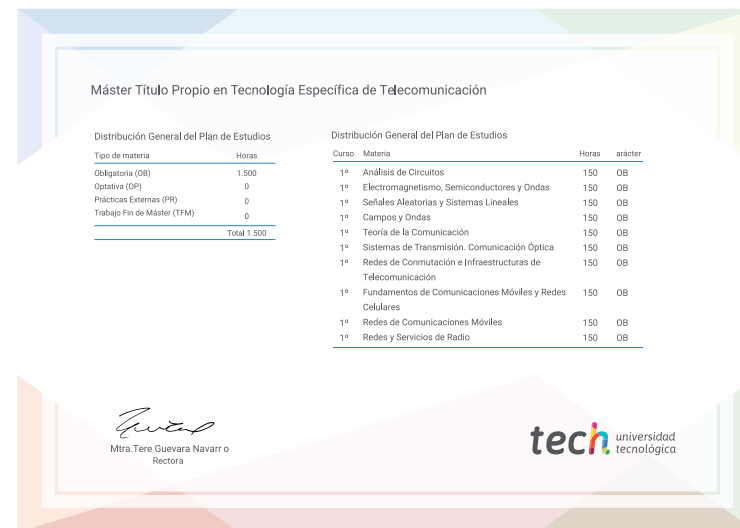 Máster Título Propio en Tecnología Específica de Telecomunicación
Distribución General del Plan de Estudios
Tipo de materia Horas
Obligatoria (OB) 1.500
Optativa (OP) 0
Prácticas Externas (PR) 0
Trabajo Fin de Máster (TFM) 0
Total 1.500
Distribución General del Plan de Estudios
Curso Materia Horas arácter
1º Análisis de Circuitos 150 OB
1º Electromagnetismo, Semiconductores y Ondas 150 OB
1º Señales Aleatorias y Sistemas Lineales 150 OB
1º Campos y Ondas 150 OB
1º Teoría de la Comunicación 150 OB
1º Sistemas de Transmisión. Comunicación Óptica 150 OB
1º Redes de Conmutación e Infraestructuras de 150 OB
Telecomunicación
1º Fundamentos de Comunicaciones Móviles y Redes 150 OB
Celulares
1º Redes de Comunicaciones Móviles 150 OB
1º Redes y Servicios de Radio 150 OB
Mtra.Tere Guevara Navarr o
Rectora
tech universidad
tecnológica